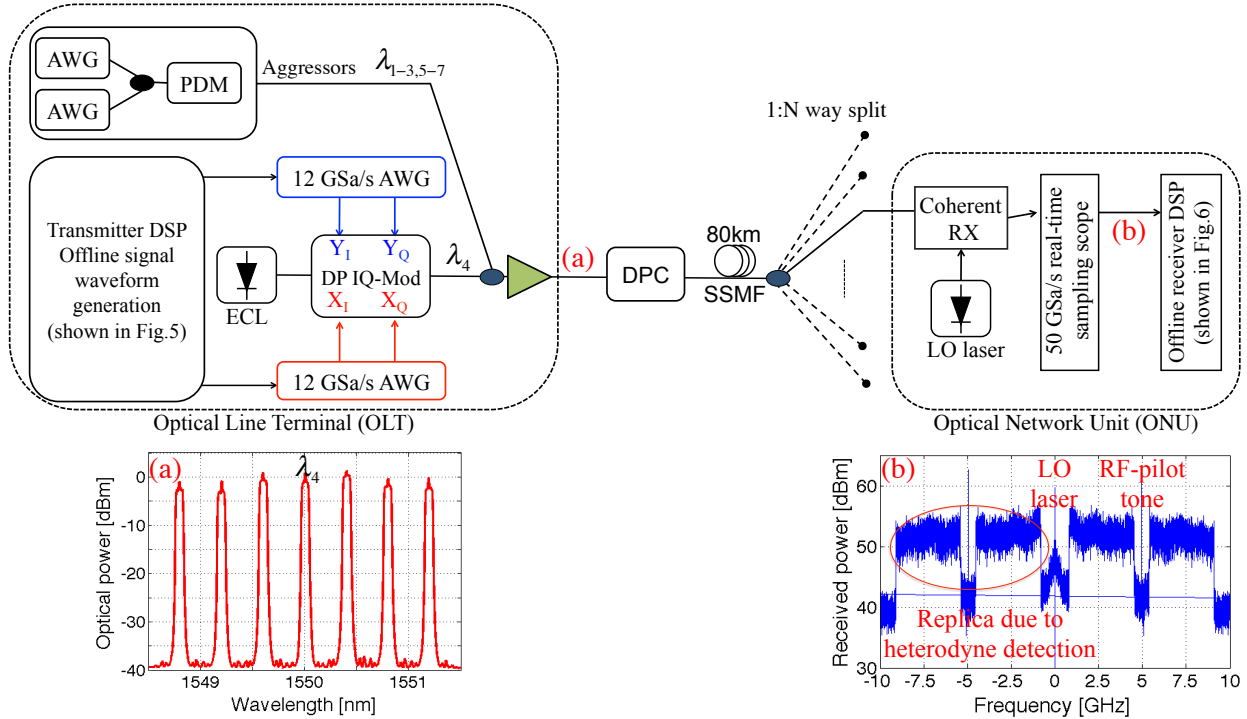 AWG
AWG
PDM
Aggressors
λ1−3,5−7
Transmitter DSP
Offline signal
waveform
generation
(shown in Fig.5)
12 GSa/s AWG
YI YQ
DP IQ-Mod
XI XQ
ECL
12 GSa/s AWG
λ4
(a)
Optical Line Terminal (OLT)
DPC
80km
SSMF
1:N way split
Coherent
RX
LO laser
50 GSa/s real-time
sampling scope
(b)
Offline receiver DSP
(shown in Fig.6)
Optical Network Unit (ONU)
(a)
λ4
Optical power [dBm]
0
-10
-20
-30
-40
1549 1550 1551
Wavelength [nm]
(b)
LO
laser
RF-pilot
tone
Replica due to
heterodyne detection
Received power [dBm]
60
50
40
30
-10 -7.5 -5 -2.5 0 2.5 5 7.5 10
Frequency [GHz]